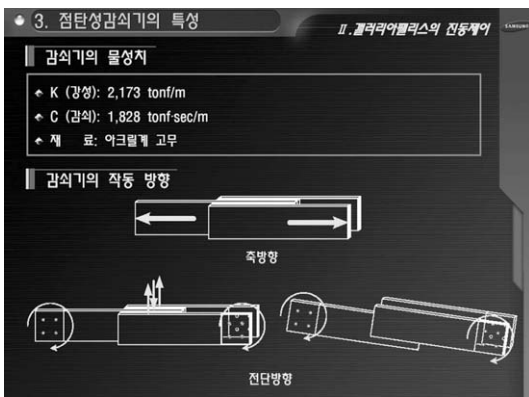 3. 점탄성감쇠기의 특성
Ⅱ.갤러리아팰리스의 진동제어
SAMSUNG
감쇠기의 물성치
K (강성): 2,173 tonf/m
C (감쇠): 1,828 tonf·sec/m
재 료: 아크릴계 고무
감쇠기의 작동 방향
축방향
전단방향